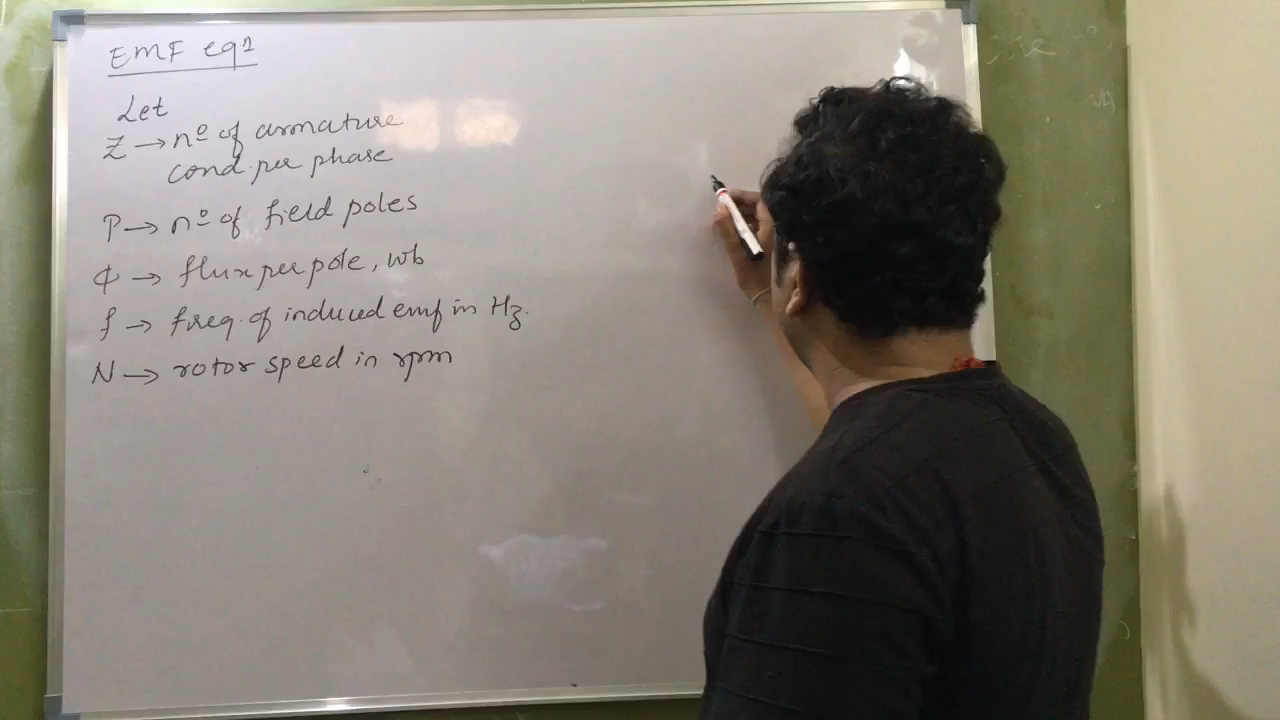 EMF eqn
Let
Z → nº of armature
cond per phase
P → nº of field poles
Φ → flux per pole, wb
f → freq. of induced emf in Hz.
N → rotor speed in rpm